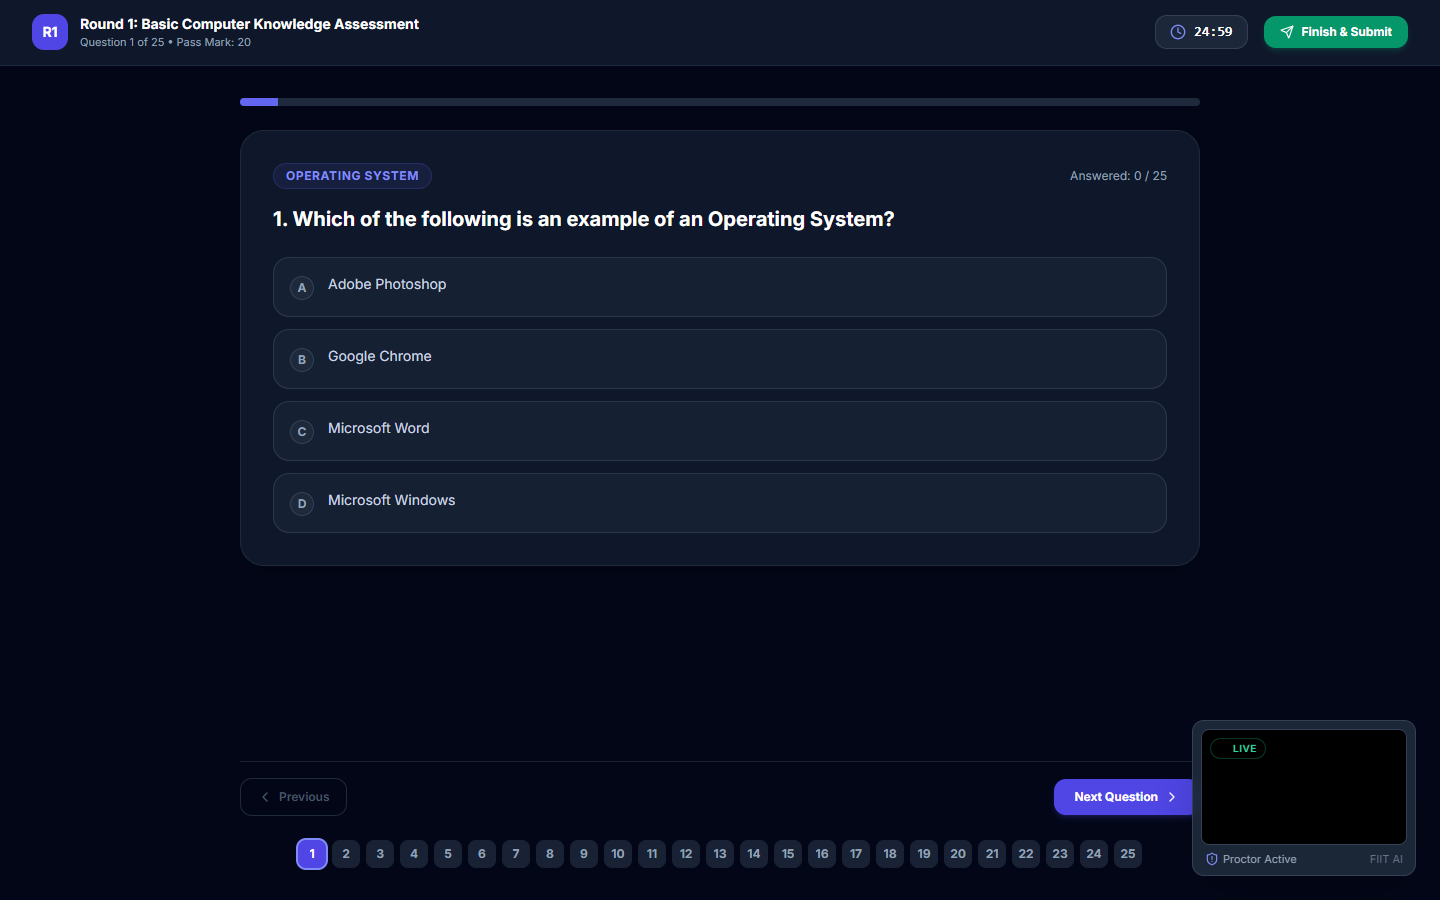 R1
Round 1: Basic Computer Knowledge Assessment
Question 1 of 25 • Pass Mark: 20
24:59
Finish & Submit
OPERATING SYSTEM
Answered: 0 / 25
1. Which of the following is an example of an Operating System?
A Adobe Photoshop
B Google Chrome
C Microsoft Word
D Microsoft Windows
LIVE
Previous
Next Question
1 2 3 4 5 6 7 8 9 10 11 12 13 14 15 16 17 18 19 20 21 22 23 24 25
Proctor Active
FIIT AI